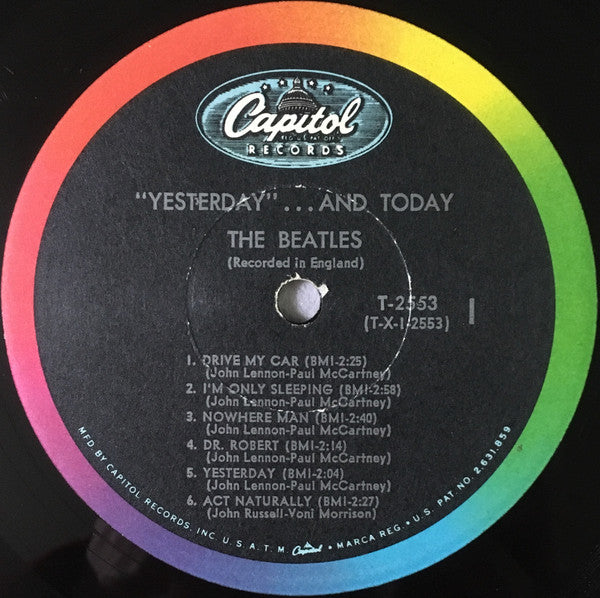 Capitol
REG. U.S. PAT. OFF.
RECORDS
"YESTERDAY"...AND TODAY
THE BEATLES
(Recorded in England)
T-2553
(T-X-1-2553)
1
1. DRIVE MY CAR (BMI-2:25)
(John Lennon-Paul McCartney)
2. I'M ONLY SLEEPING (BMI-2:58)
(John Lennon-Paul McCartney)
3. NOWHERE MAN (BMI-2:40)
(John Lennon-Paul McCartney)
4. DR. ROBERT (BMI-2:14)
(John Lennon-Paul McCartney)
5. YESTERDAY (BMI-2:04)
(John Lennon-Paul McCartney)
6. ACT NATURALLY (BMI-2:27)
(John Russell-Voni Morrison)
MFD. BY CAPITOL RECORDS, INC. U.S.A. T.M. Capitol • MARCA REG. • U.S. PAT. NO. 2,631,859